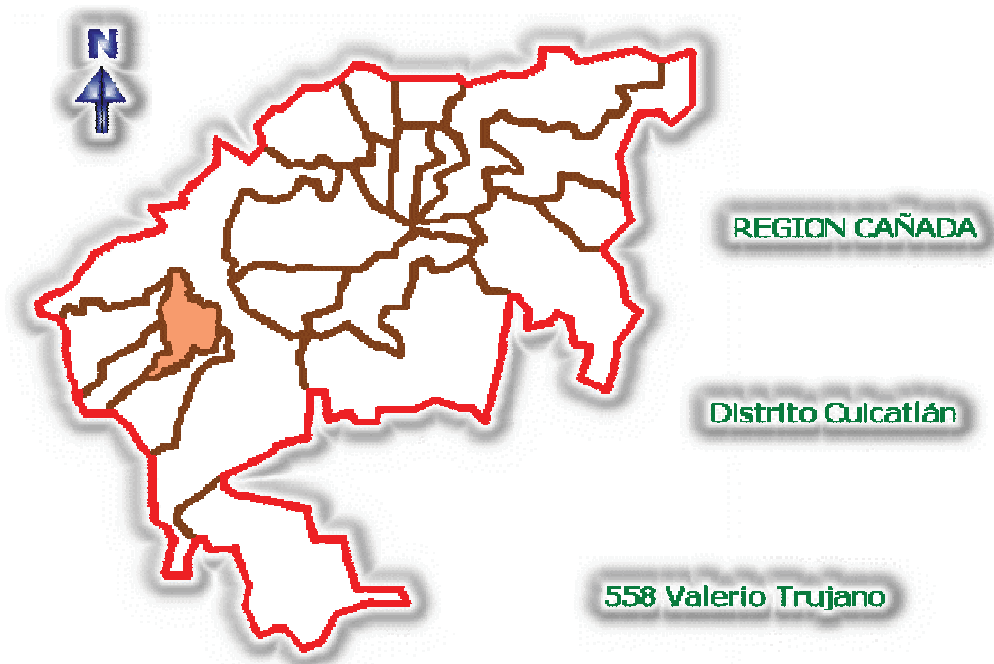 N
REGION CAÑADA
Distrito Cuicatlán
558 Valerio Trujano